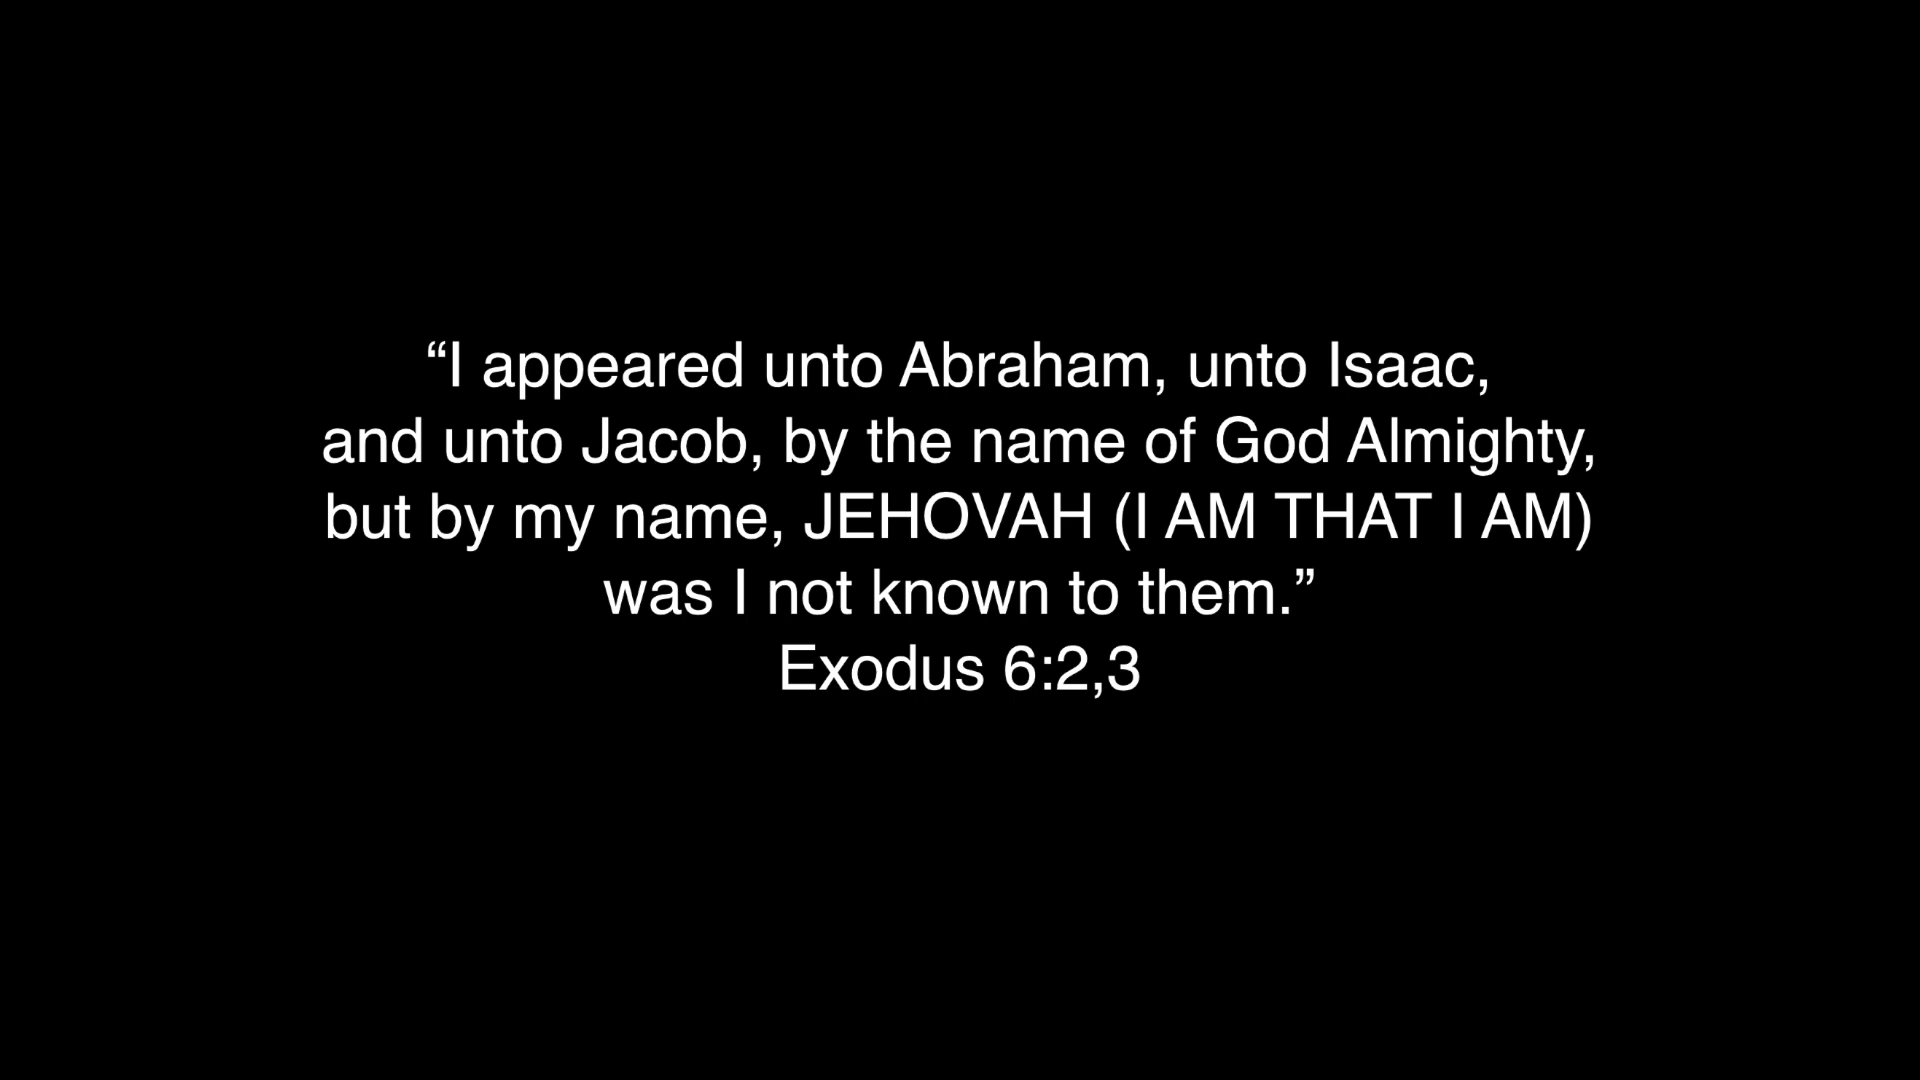 “I appeared unto Abraham, unto Isaac,
and unto Jacob, by the name of God Almighty,
but by my name, JEHOVAH (I AM THAT I AM)
was I not known to them.”
Exodus 6:2,3